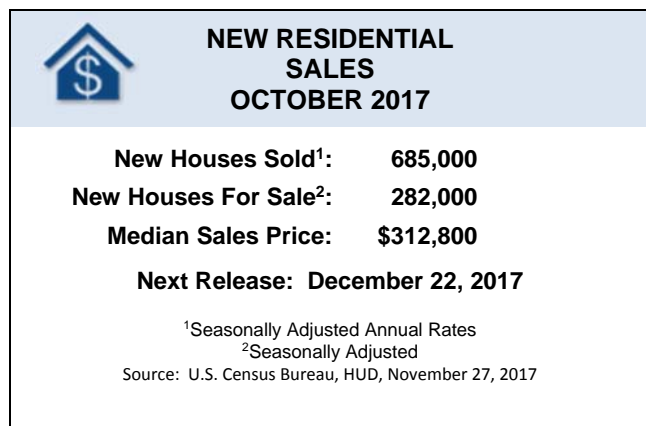 $
NEW RESIDENTIAL
SALES
OCTOBER 2017
New Houses Sold¹: 685,000
New Houses For Sale²: 282,000
Median Sales Price: $312,800
Next Release: December 22, 2017
¹Seasonally Adjusted Annual Rates
²Seasonally Adjusted
Source: U.S. Census Bureau, HUD, November 27, 2017